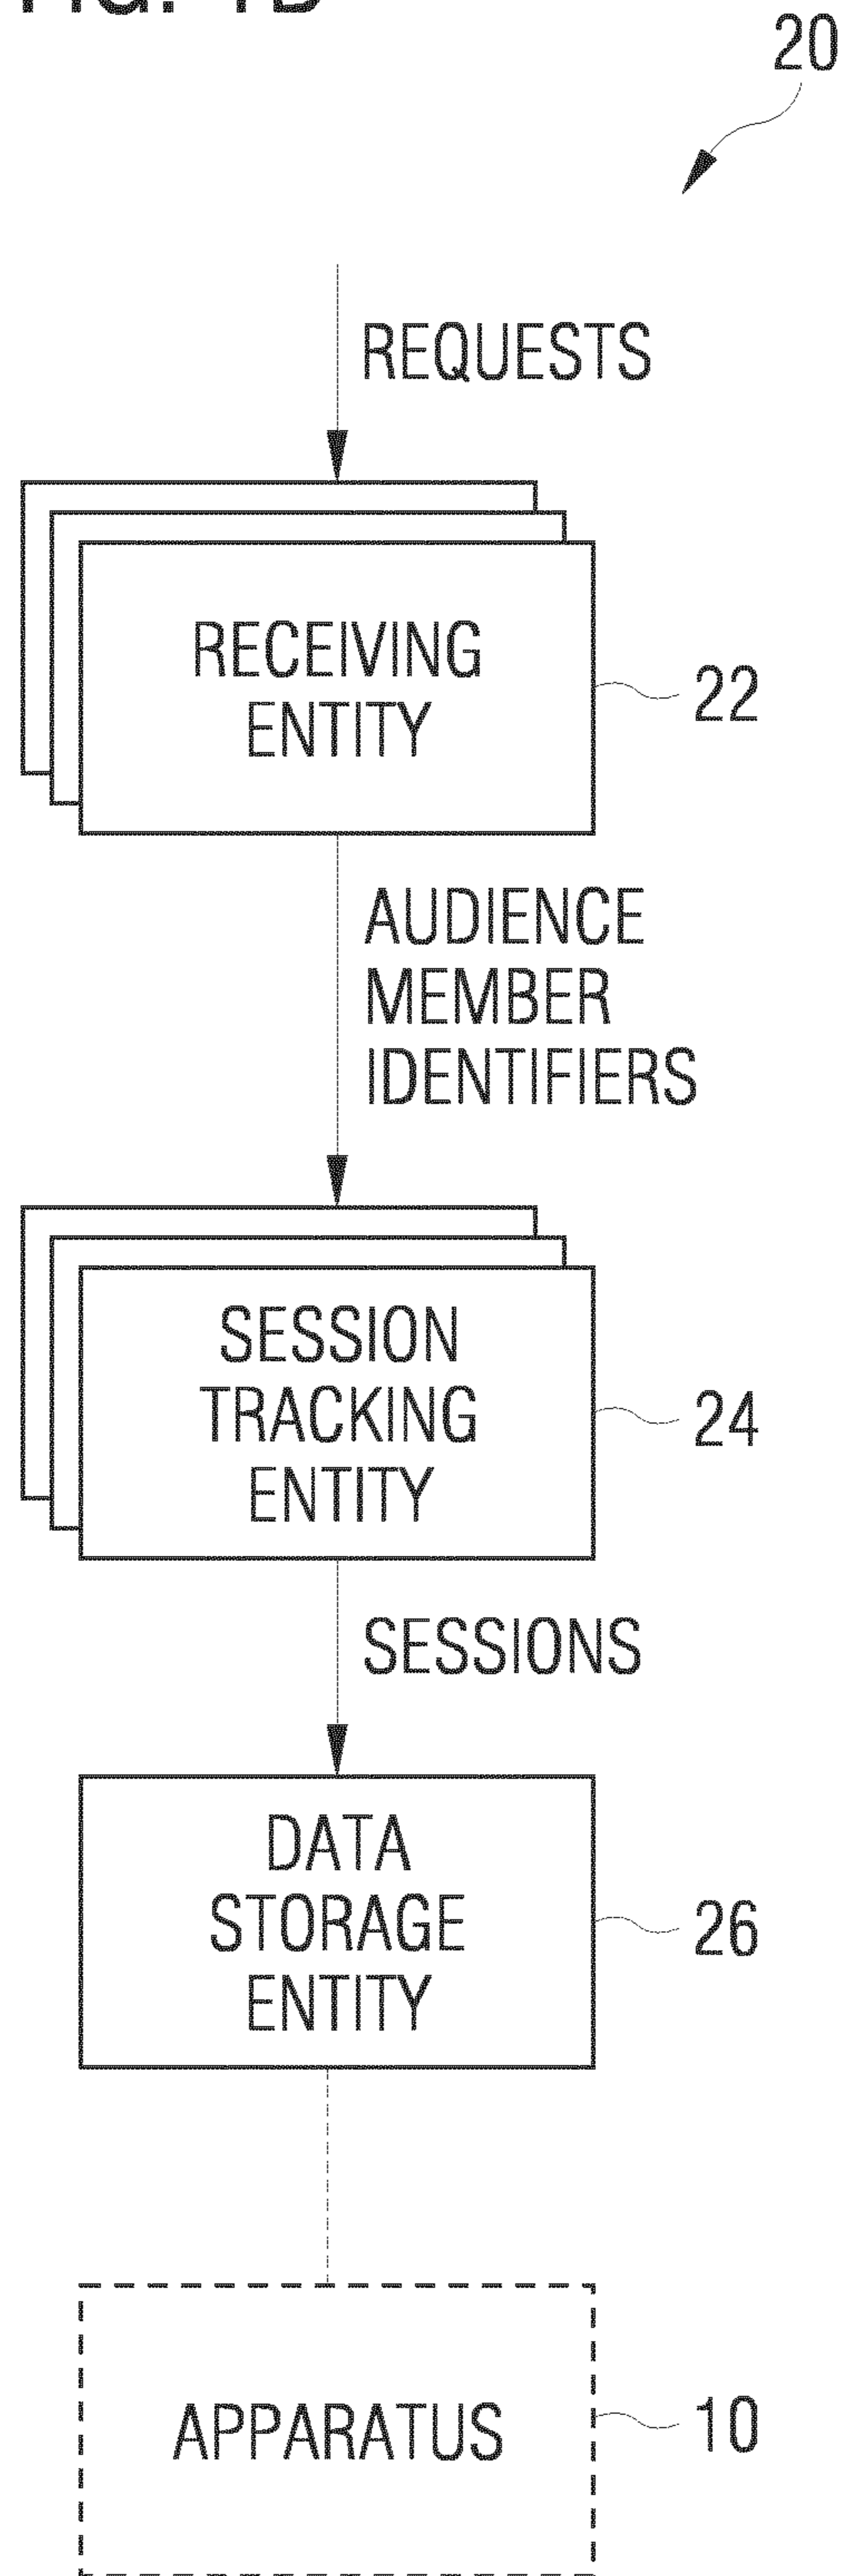 20
REQUESTS
RECEIVING
ENTITY
22
AUDIENCE
MEMBER
IDENTIFIERS
SESSION
TRACKING
ENTITY
24
SESSIONS
DATA
STORAGE
ENTITY
26
APPARATUS
10